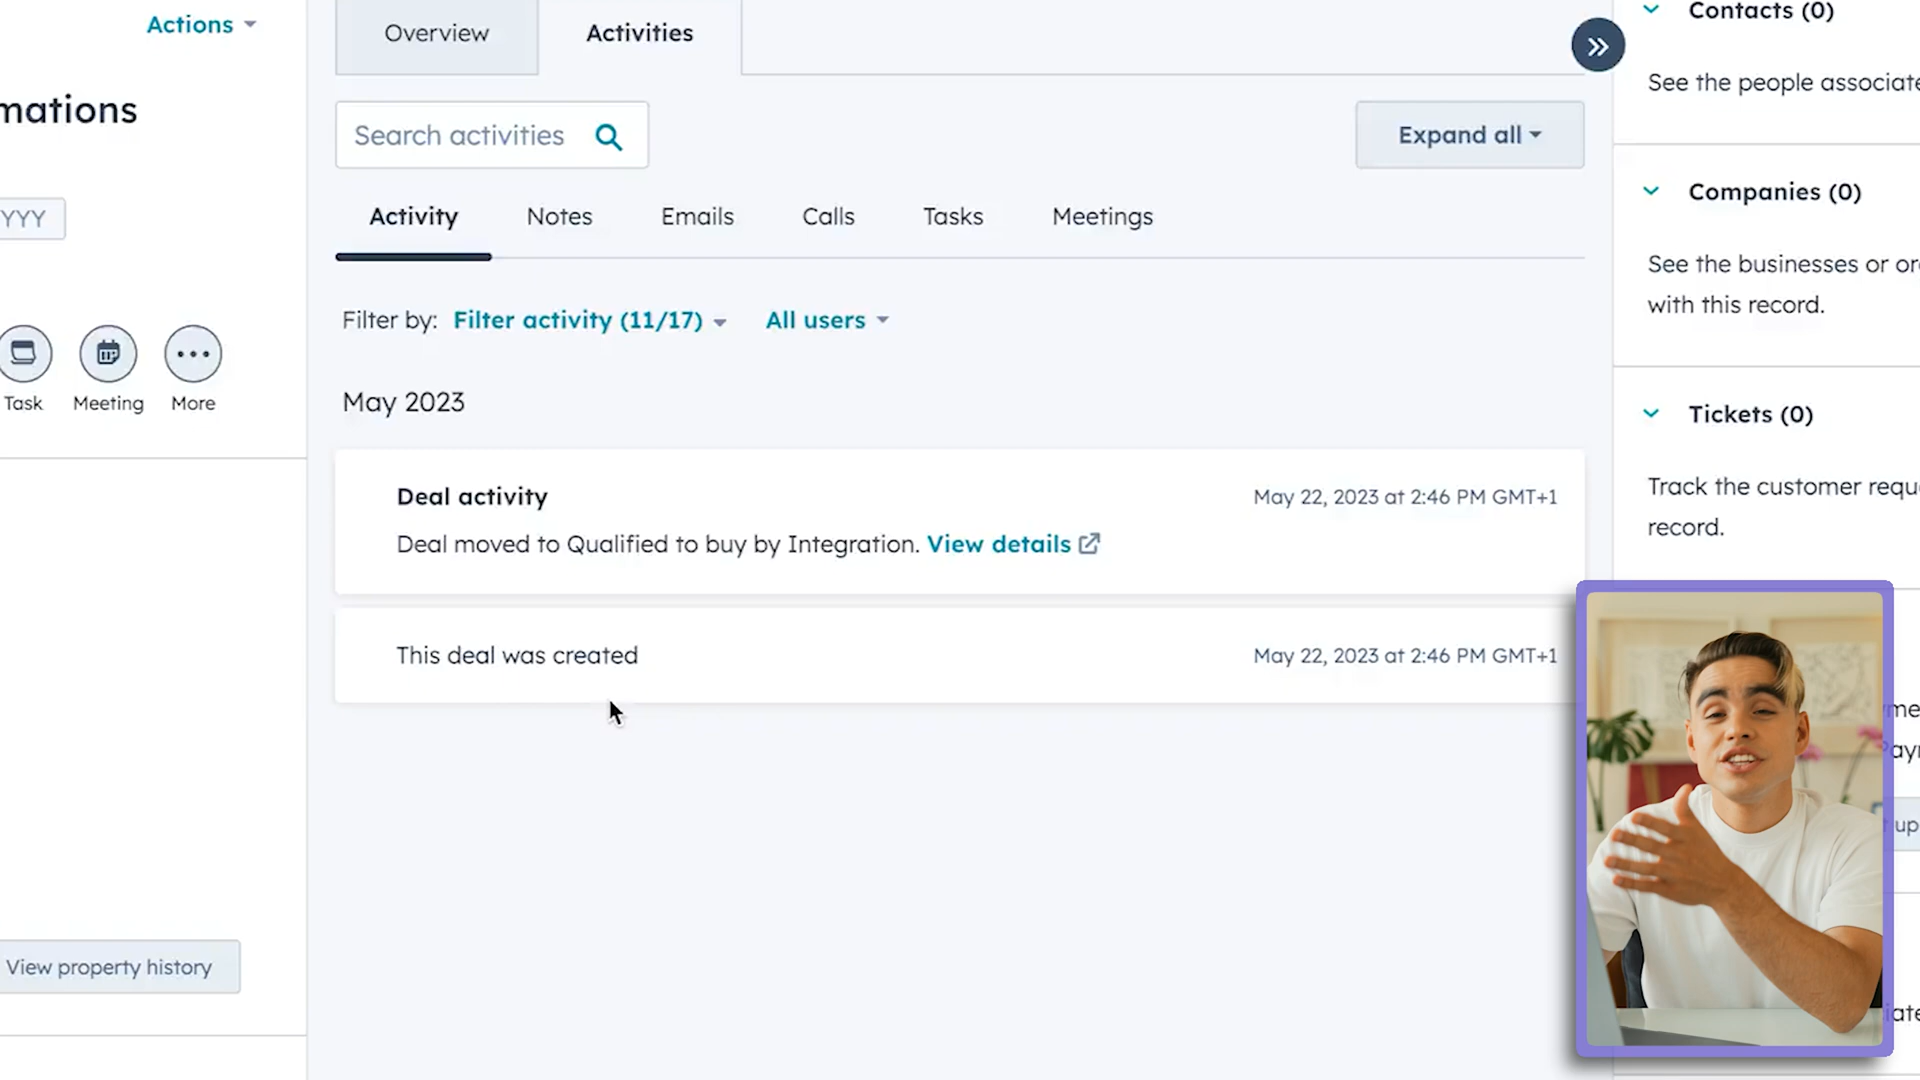 Actions
mations
YYY
Task
Meeting
More
View property history
Overview
Activities
Search activities
Expand all
Activity
Notes
Emails
Calls
Tasks
Meetings
Filter by: Filter activity (11/17) All users
May 2023
Deal activity
May 22, 2023 at 2:46 PM GMT+1
Deal moved to Qualified to buy by Integration. View details
This deal was created
May 22, 2023 at 2:46 PM GMT+1
Contacts (0)
See the people associate
Companies (0)
See the businesses or or
with this record.
Tickets (0)
Track the customer requ
record.
up